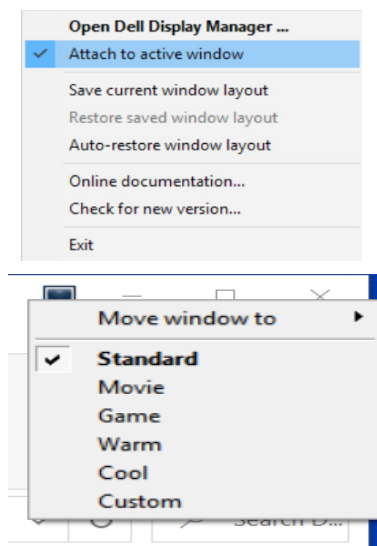 Open Dell Display Manager ...
Attach to active window
Save current window layout
Restore saved window layout
Auto-restore window layout
Online documentation...
Check for new version...
Exit
Move window to
Standard
Movie
Game
Warm
Cool
Custom
Search D...